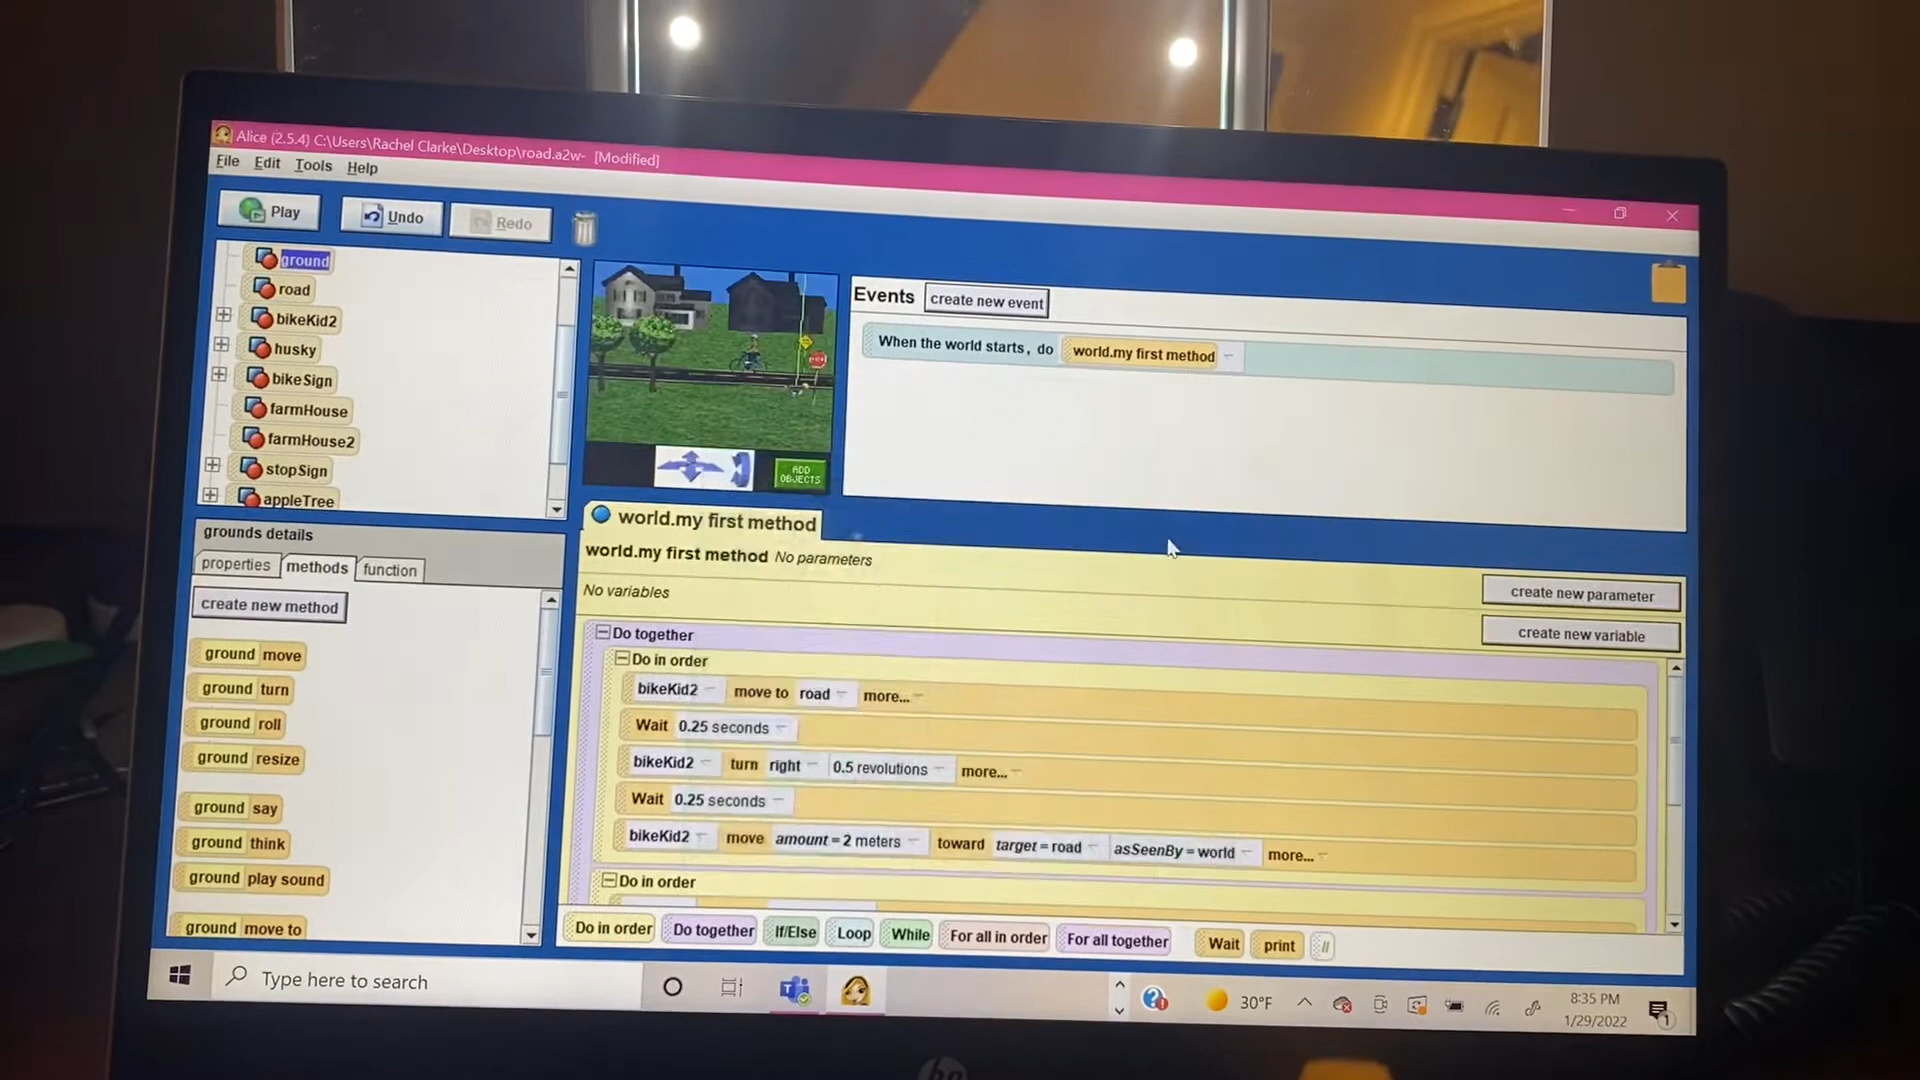 Alice (2.5.4) C:\Users\Rachel Clarke\Desktop\road.a2w- [Modified]
File Edit Tools Help
Play Undo Redo
ground
road
bikeKid2
husky
bikeSign
farmHouse
farmHouse2
stopSign
appleTree
ADD OBJECTS
Events create new event
When the world starts, do world.my first method
grounds details
properties methods function
create new method
ground move
ground turn
ground roll
ground resize
ground say
ground think
ground play sound
ground move to
world.my first method
world.my first method No parameters
create new parameter
No variables
create new variable
Do together
Do in order
bikeKid2 move to road more...
Wait 0.25 seconds
bikeKid2 turn right 0.5 revolutions more...
Wait 0.25 seconds
bikeKid2 move amount = 2 meters toward target = road asSeenBy = world more...
Do in order
Do in order Do together If/Else Loop While For all in order For all together Wait print //
Type here to search
30°F
8:35 PM
1/29/2022
1
hp